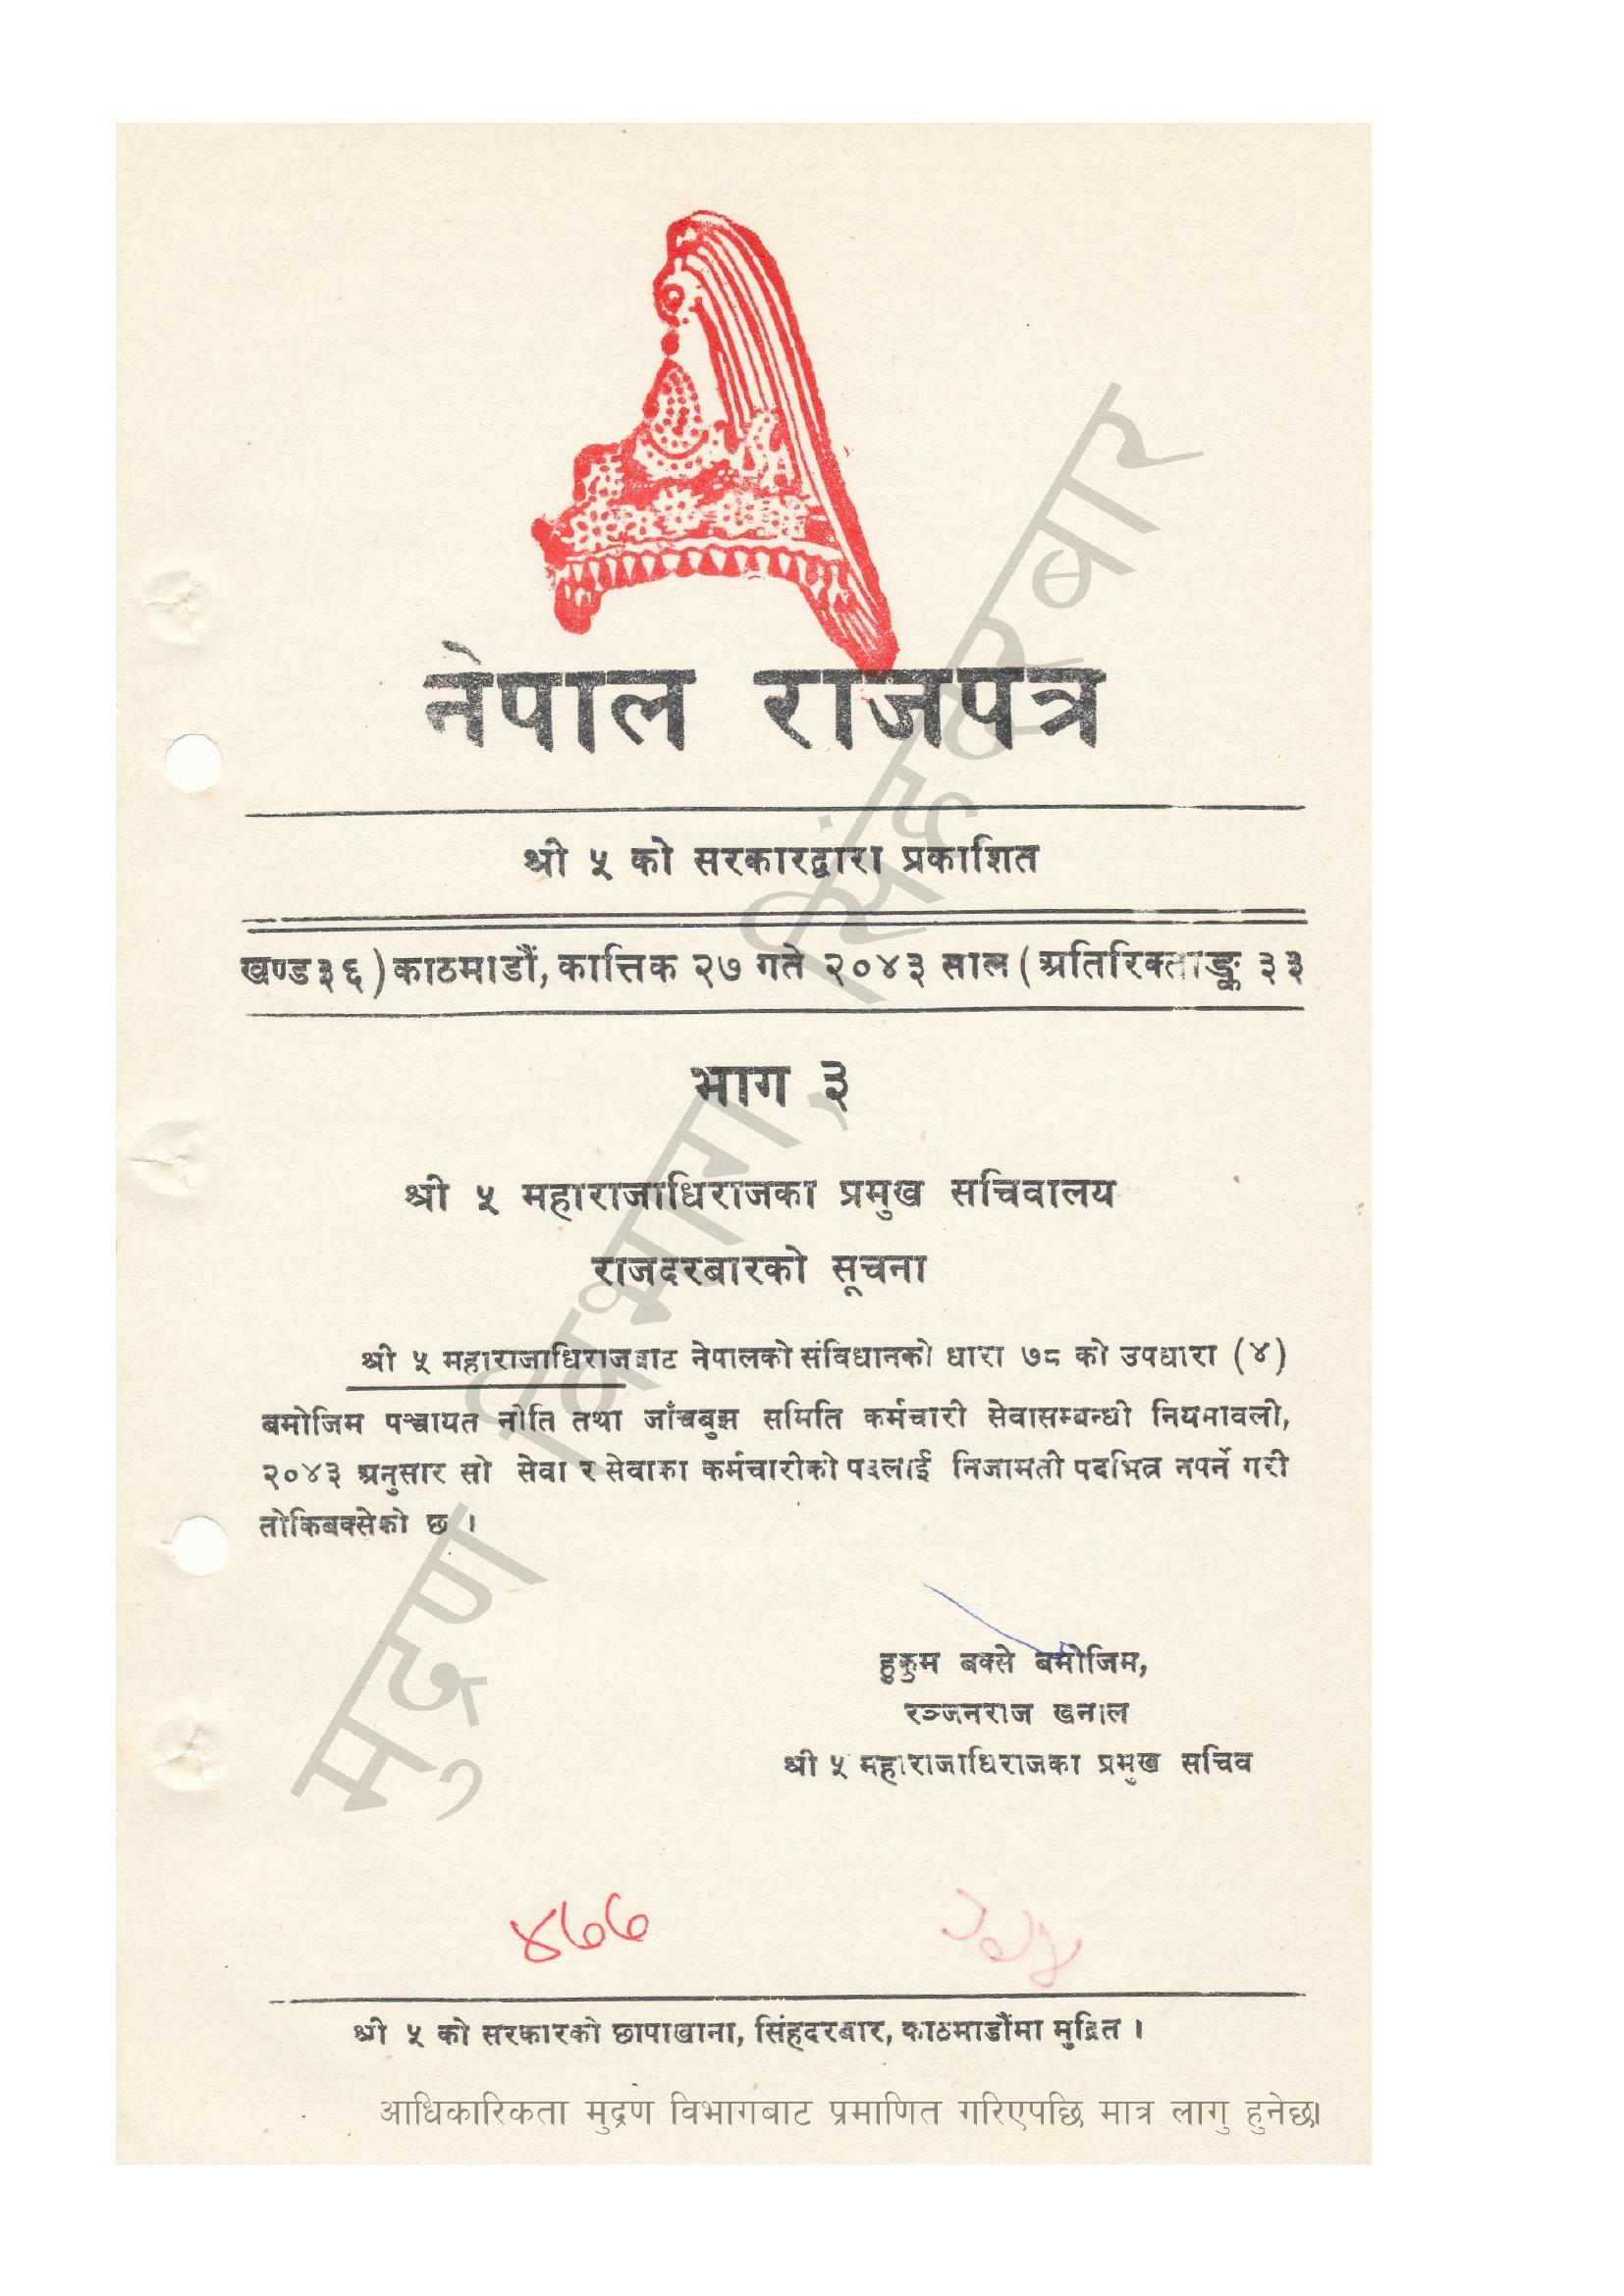 नेपाल राजपत्र
श्री ५ को सरकारद्वारा प्रकाशित
खण्ड ३६) काठमाडौं, कात्तिक २७ गते २०४३ साल (अतिरिक्ताङ्क ३३
भाग ३
श्री ५ महाराजाधिराजका प्रमुख सचिवालय
राजदरबारको सूचना
श्री ५ महाराजाधिराजबाट नेपालको संविधानको धारा ७८ को उपधारा (४)
बमोजिम पञ्चायत नीति तथा जाँचबुझ समिति कर्मचारी सेवासम्बन्धी नियमावली,
२०४३ अनुसार सो सेवा र सेवाका कर्मचारीको पदलाई निजामती पदभित्र नपर्ने गरी
तोकिबक्सेको छ ।
हुकुम बक्से बमोजिम,
रञ्जनराज खनाल
श्री ५ महाराजाधिराजका प्रमुख सचिव
४७७
श्री ५ को सरकारको छापाखाना, सिंहदरबार, काठमाडौंमा मुद्रित ।
आधिकारिकता मुद्रण विभागबाट प्रमाणित गरिएपछि मात्र लागु हुनेछ।
मुद्रण विभाग, सिंहदरबार